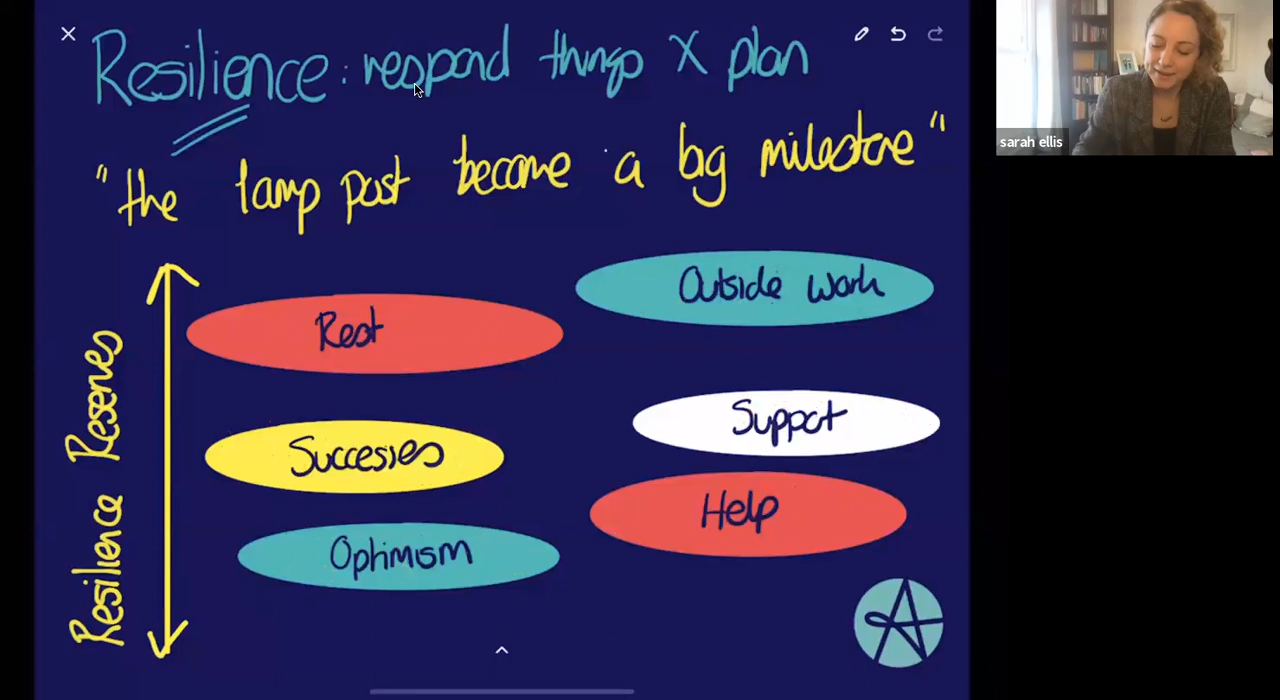 Resilience: respond things X plan
"the lamp post become a big milestone"
Resilience Reserves
Rest
Outside Work
Successes
Support
Optimism
Help
A
sarah ellis